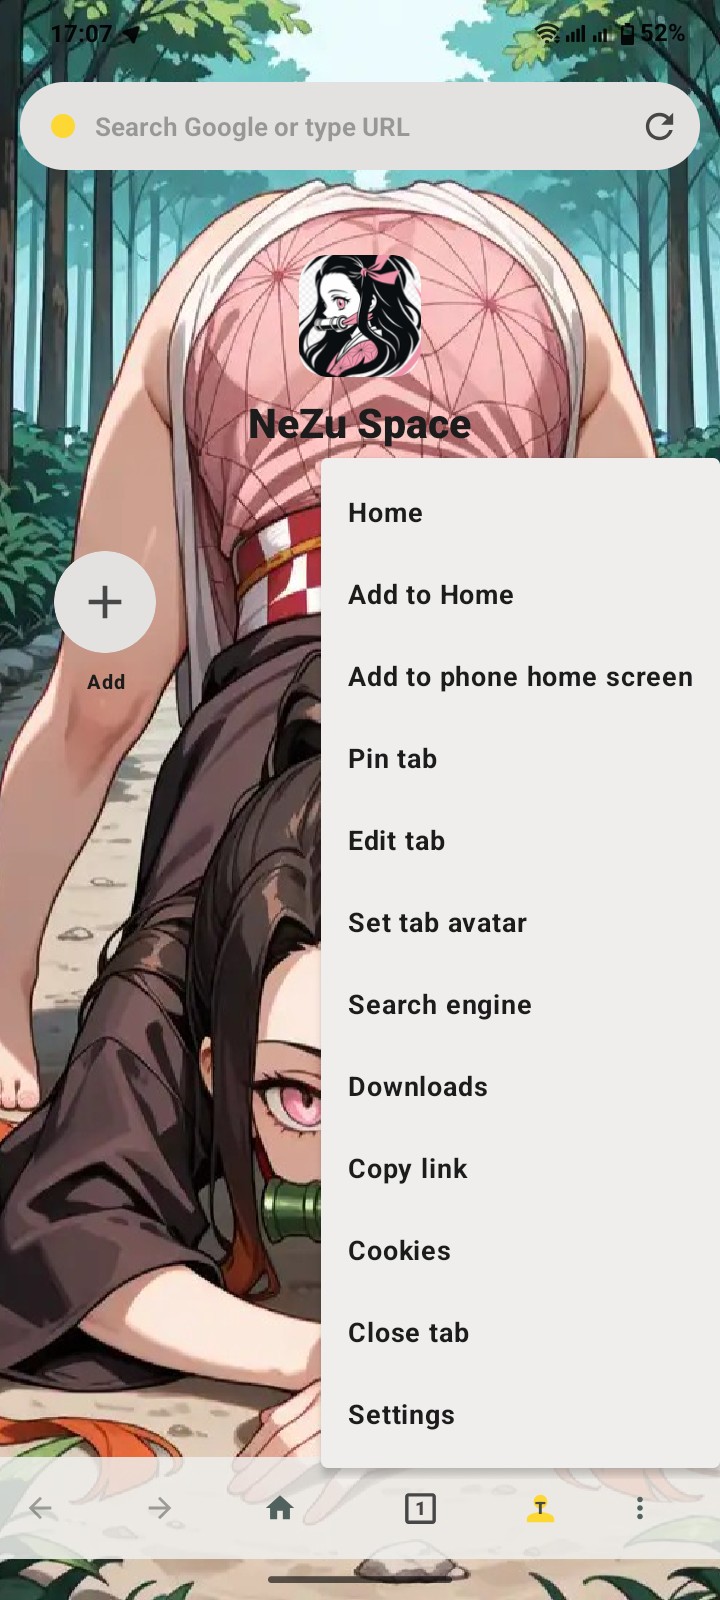 17:07
52%
Search Google or type URL
NeZu Space
Home
Add to Home
Add
Add to phone home screen
Pin tab
Edit tab
Set tab avatar
Search engine
Downloads
Copy link
Cookies
Close tab
Settings
1
T